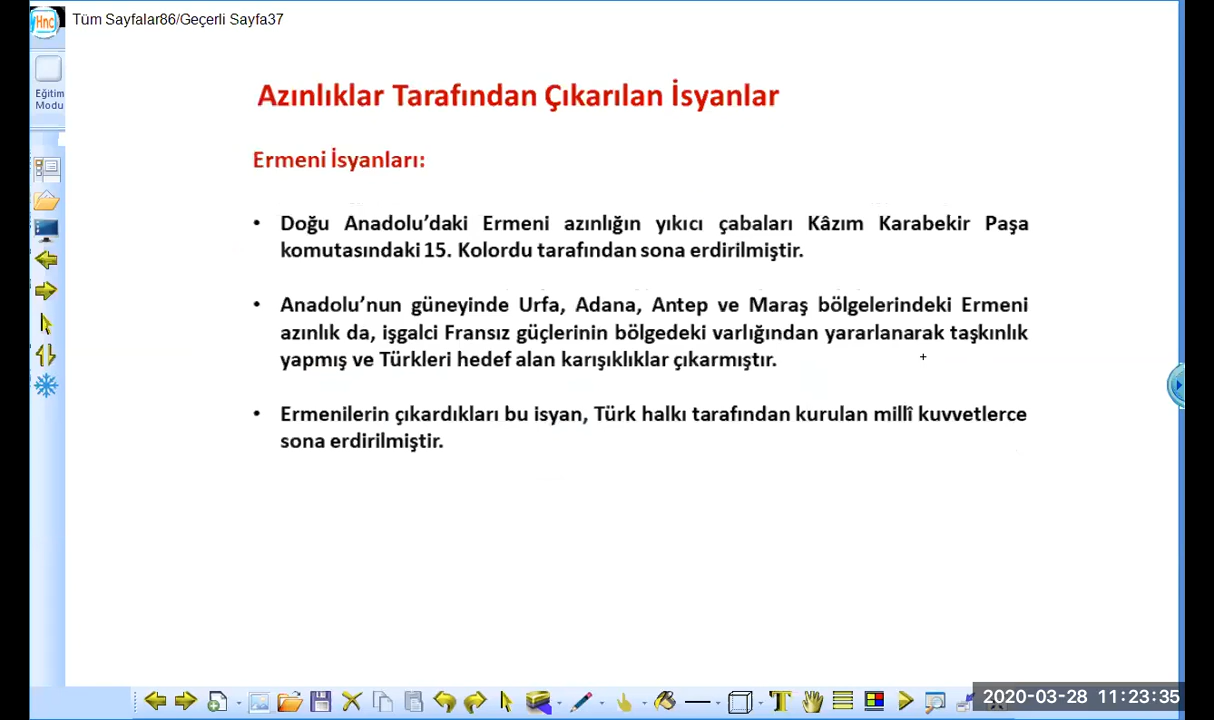 Hnc
Tüm Sayfalar86/Geçerli Sayfa37
Eğitim
Modu
Azınlıklar Tarafından Çıkarılan İsyanlar
Ermeni İsyanları:
• Doğu Anadolu’daki Ermeni azınlığın yıkıcı çabaları Kâzım Karabekir Paşa
komutasındaki 15. Kolordu tarafından sona erdirilmiştir.
• Anadolu’nun güneyinde Urfa, Adana, Antep ve Maraş bölgelerindeki Ermeni
azınlık da, işgalci Fransız güçlerinin bölgedeki varlığından yararlanarak taşkınlık
yapmış ve Türkleri hedef alan karışıklıklar çıkarmıştır.
• Ermenilerin çıkardıkları bu isyan, Türk halkı tarafından kurulan millî kuvvetlerce
sona erdirilmiştir.
2020-03-28 11:23:35